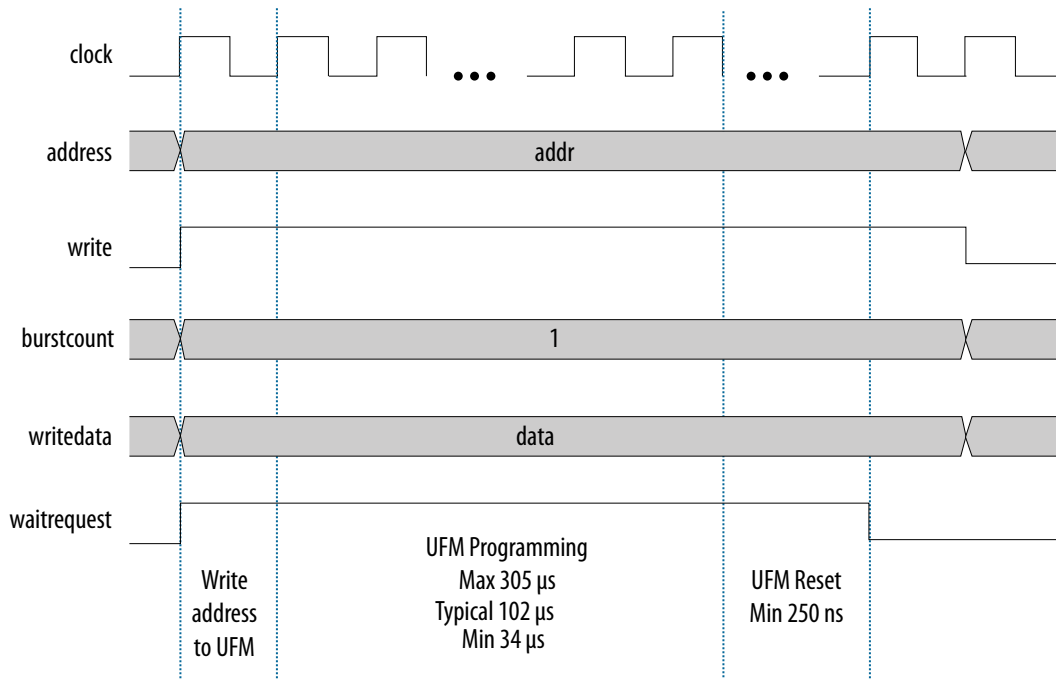 clock
address
addr
write
burstcount
1
writedata
data
waitrequest
Write
address
to UFM
UFM Programming
Max 305 µs
Typical 102 µs
Min 34 µs
UFM Reset
Min 250 ns